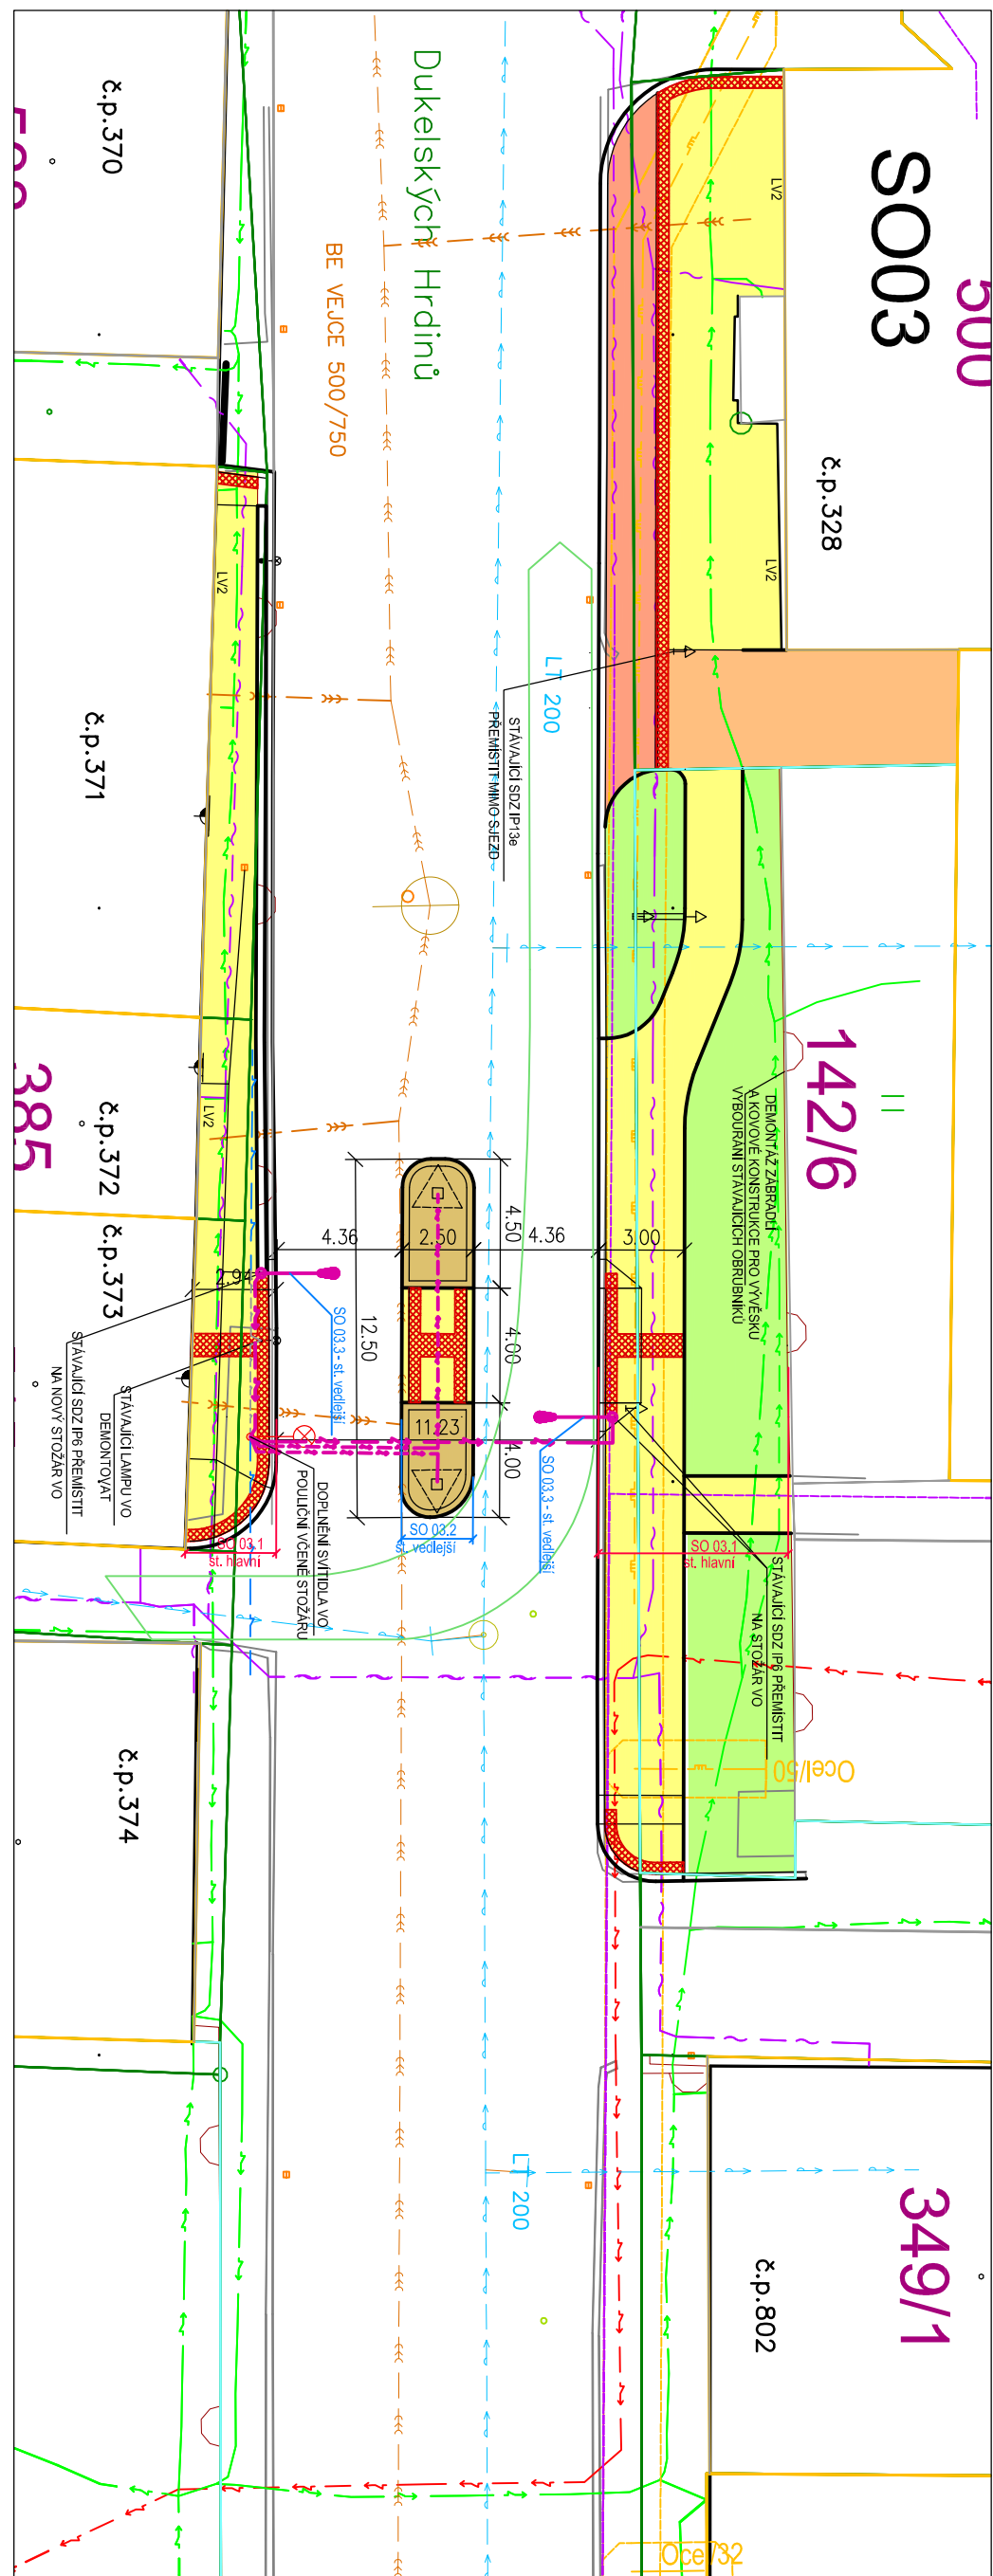 SO003
500
č.p.328
LV2
LV2
Dukelských Hrdinů
BE VEJCE 500/750
č.p.370
LT 200
STÁVAJÍCÍ SDZ IP13e
PŘEMÍSTIT MIMO SJEZD
LV2
č.p.371
142/6
DEMONTÁŽ ZÁBRADLÍ
A KOVOVÉ KONSTRUKCE PRO VÝVĚSKU
VYBOURÁNÍ STÁVAJÍCÍCH OBRUBNÍKŮ
385
č.p.372
LV2
č.p.373
4.50
4.36
2.50
4.36
3.00
2.94
12.50
4.00
11.23
4.00
SO 03.3 - st. vedlejší
SO 03.3 - st. vedlejší
SO 03.2
st. vedlejší
SO 03.1
st. hlavní
SO 03.1
st. hlavní
STÁVAJÍCÍ SDZ IP6 PŘEMÍSTIT
NA NOVÝ STOŽÁR VO
STÁVAJÍCÍ LAMPU VO
DEMONTOVAT
DOPLNĚNÍ SVÍTIDLA VO
POULIČNÍ VČENĚ STOŽÁRU
STÁVAJÍCÍ SDZ IP6 PŘEMÍSTIT
NA STOŽÁR VO
Ocel/50
č.p.374
LT 200
349/1
č.p.802
Ocel/32